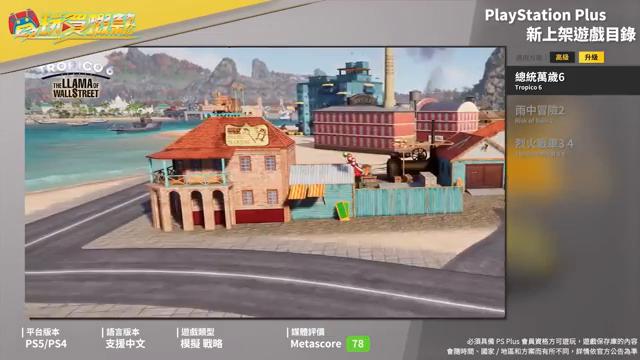 PlayStation Plus
新上架遊戲目錄
高級
升級
TROPICO 6
THE LLAMA OF
WALL STREET
總統萬歲6
Tropico 6
雨中冒險2
Risk of Rain 2
烈火戰車3 4
平台版本
PS5/PS4
語言版本
支援中文
遊戲類型
模擬 戰略
媒體評價
Metascore 78
必須具備 PS Plus 會員資格方可遊玩,遊戲保存庫的內容
會隨時間、國家 / 地區和方案而有所不同,詳情依官方公告為準